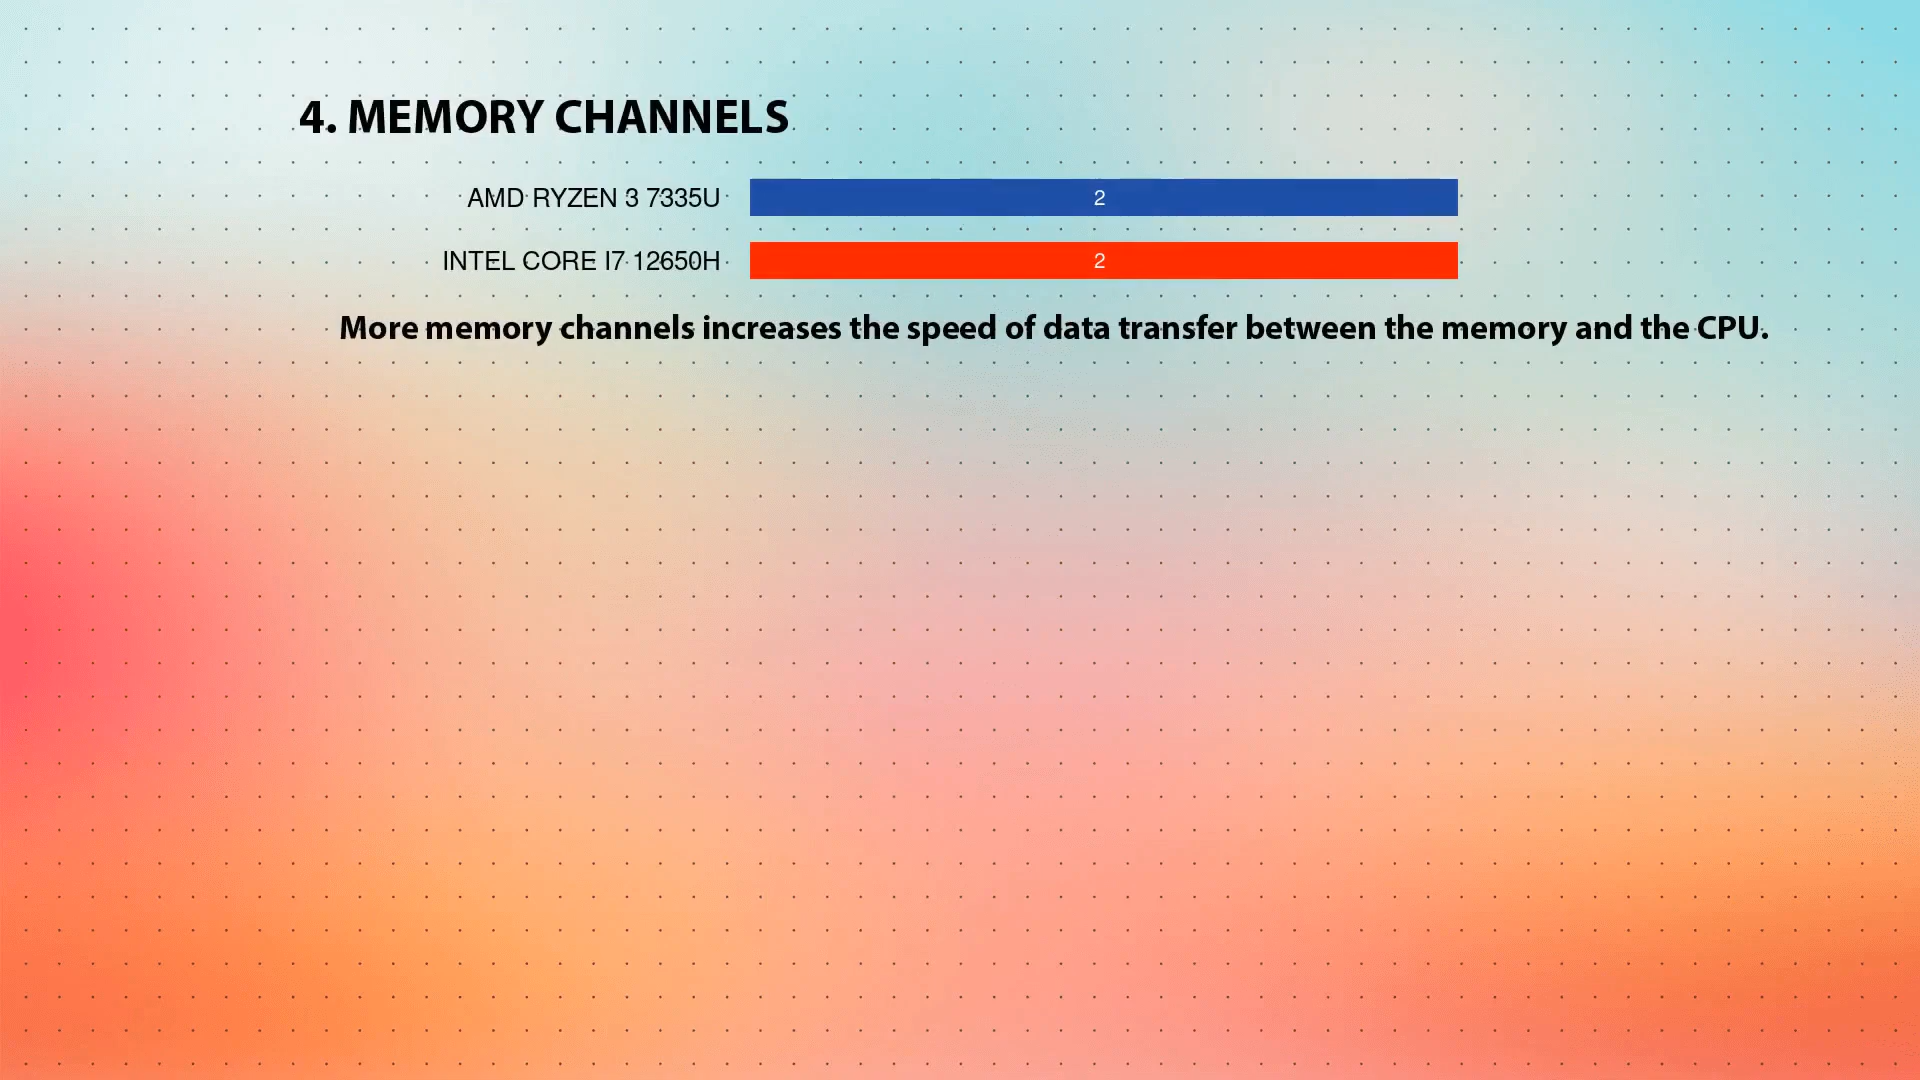 4. MEMORY CHANNELS
AMD RYZEN 3 7335U 2
INTEL CORE I7 12650H 2
More memory channels increases the speed of data transfer between the memory and the CPU.